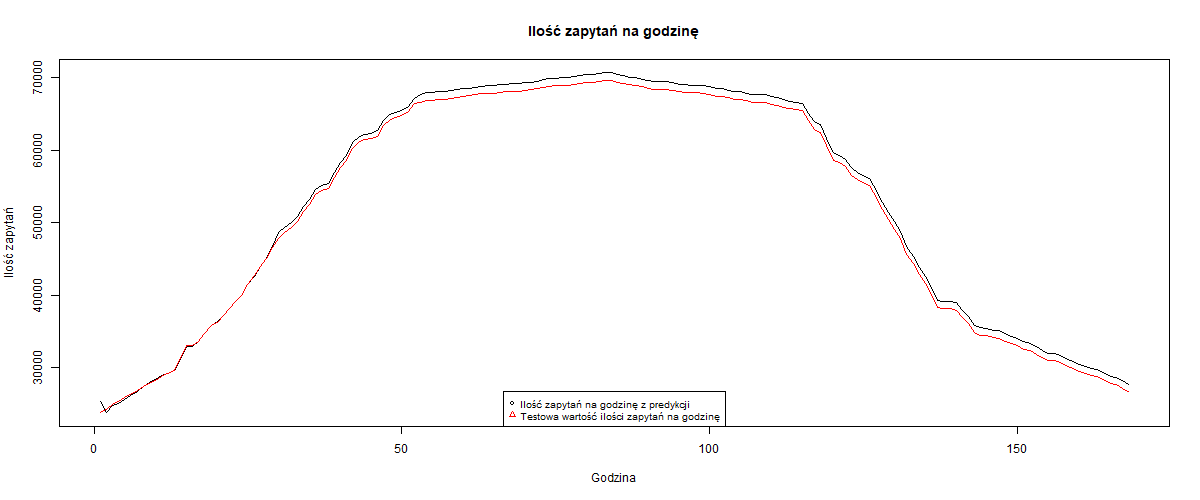 Ilość zapytań na godzinę
Ilość zapytań
70000
60000
50000
40000
30000
Ilość zapytań na godzinę z predykcji
Testowa wartość ilości zapytań na godzinę
0
50
100
150
Godzina